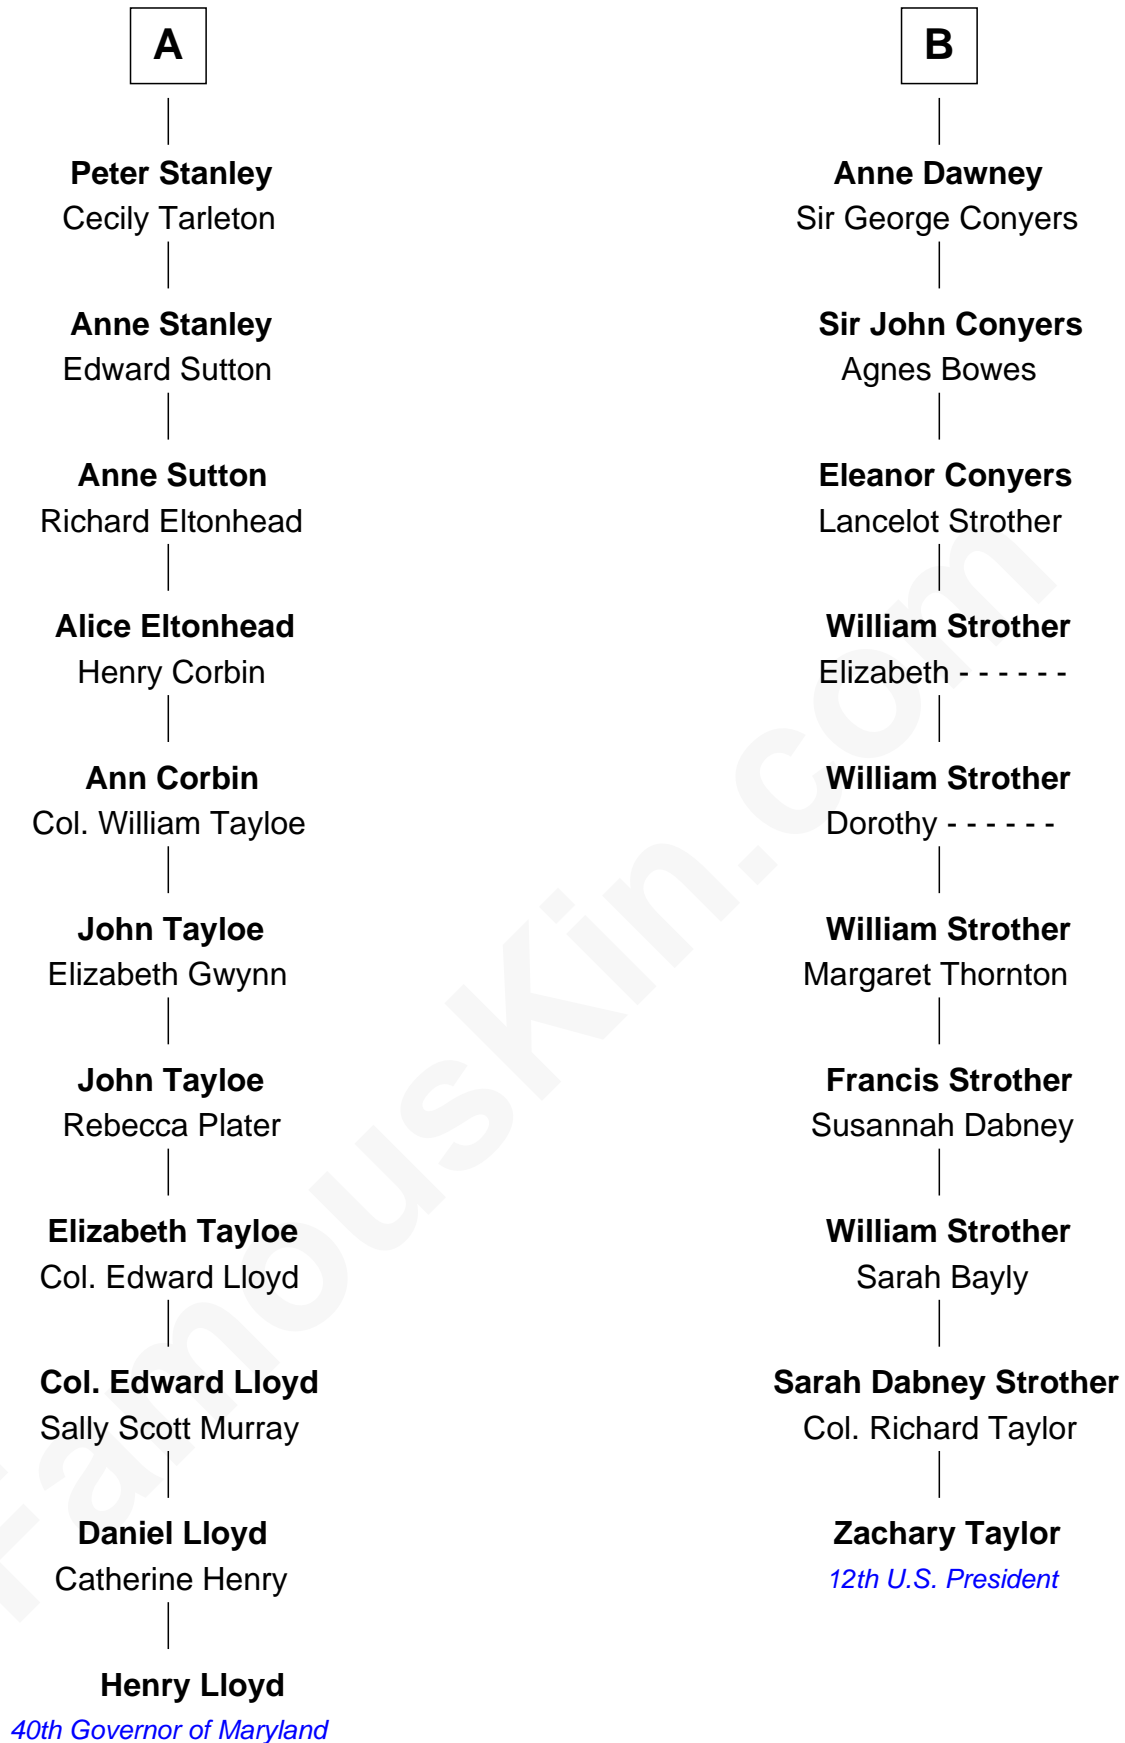 A
Peter Stanley
Cecily Tarleton
Anne Stanley
Edward Sutton
Anne Sutton
Richard Eltonhead
Alice Eltonhead
Henry Corbin
Ann Corbin
Col. William Tayloe
John Tayloe
Elizabeth Gwynn
John Tayloe
Rebecca Plater
Elizabeth Tayloe
Col. Edward Lloyd
Col. Edward Lloyd
Sally Scott Murray
Daniel Lloyd
Catherine Henry
Henry Lloyd
40th Governor of Maryland
B
Anne Dawney
Sir George Conyers
Sir John Conyers
Agnes Bowes
Eleanor Conyers
Lancelot Strother
William Strother
Elizabeth - - - - - -
William Strother
Dorothy - - - - - -
William Strother
Margaret Thornton
Francis Strother
Susannah Dabney
William Strother
Sarah Bayly
Sarah Dabney Strother
Col. Richard Taylor
Zachary Taylor
12th U.S. President
FamousKin.com